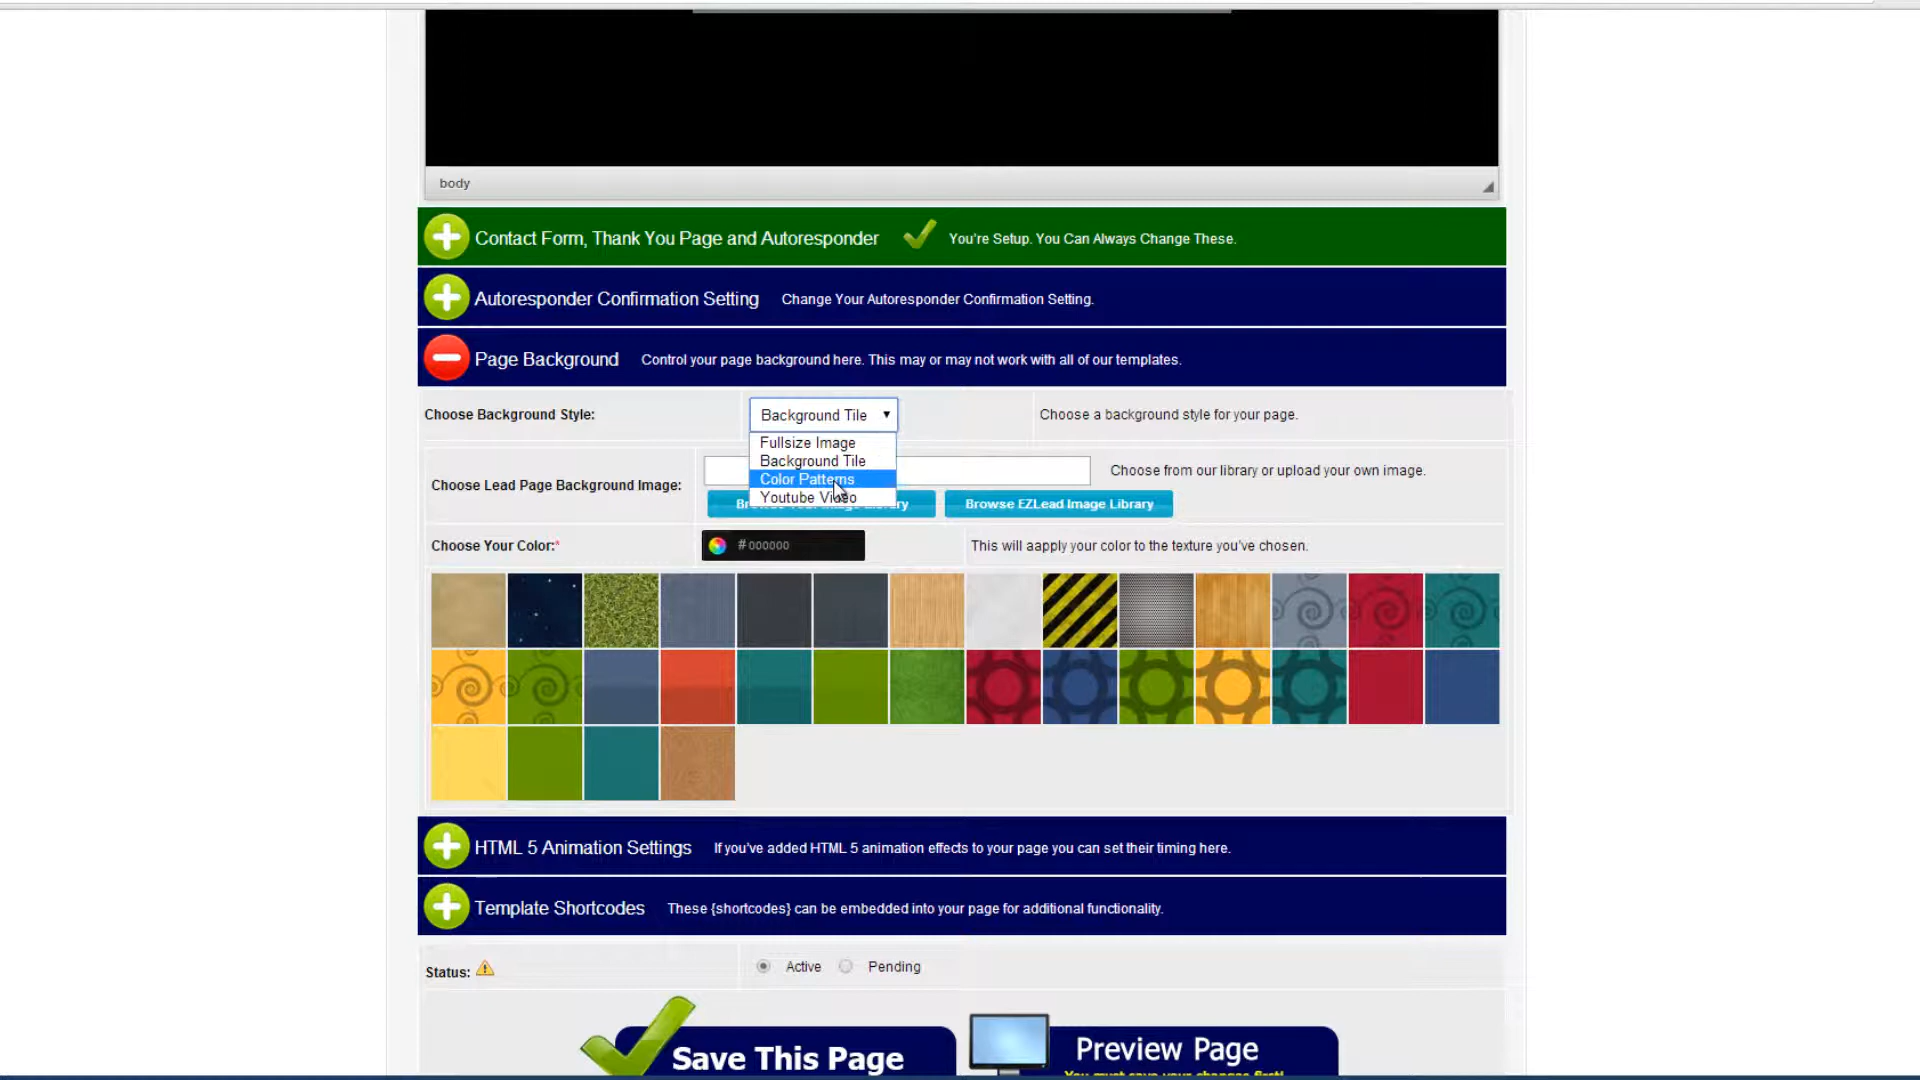 body
Contact Form, Thank You Page and Autoresponder You're Setup. You Can Always Change These.
Autoresponder Confirmation Setting Change Your Autoresponder Confirmation Setting.
Page Background Control your page background here. This may or may not work with all of our templates.
Choose Background Style: Background Tile Choose a background style for your page.
Fullsize Image
Background Tile
Color Patterns
Youtube Video
Choose Lead Page Background Image: Choose from our library or upload your own image.
Library Browse EZLead Image Library
Choose Your Color:* #000000 This will aapply your color to the texture you've chosen.
HTML 5 Animation Settings If you've added HTML 5 animation effects to your page you can set their timing here.
Template Shortcodes These {shortcodes} can be embedded into your page for additional functionality.
Status: Active Pending
Save This Page Preview Page
You must save your changes first!